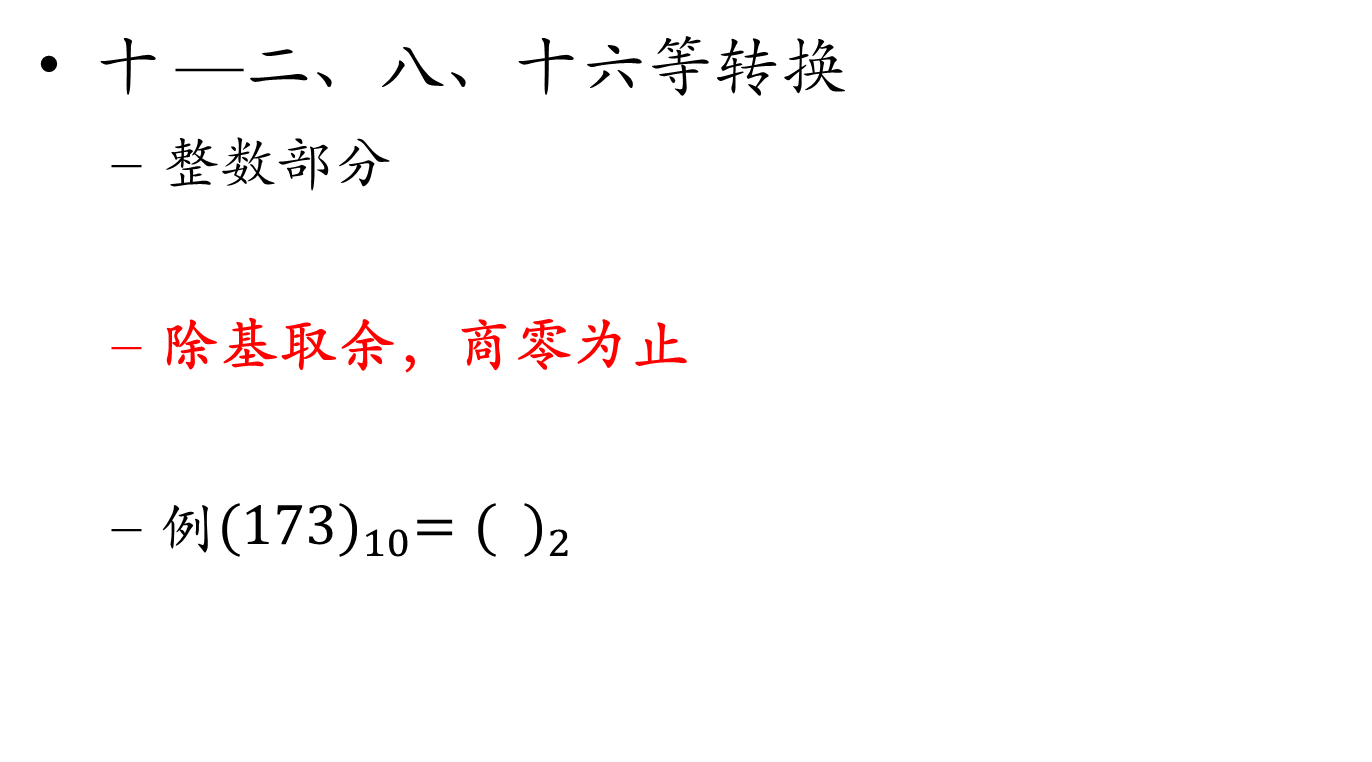 • 十 —二、八、十六等转换
– 整数部分
– 除基取余，商零为止
– 例(173)₁₀= ( )₂